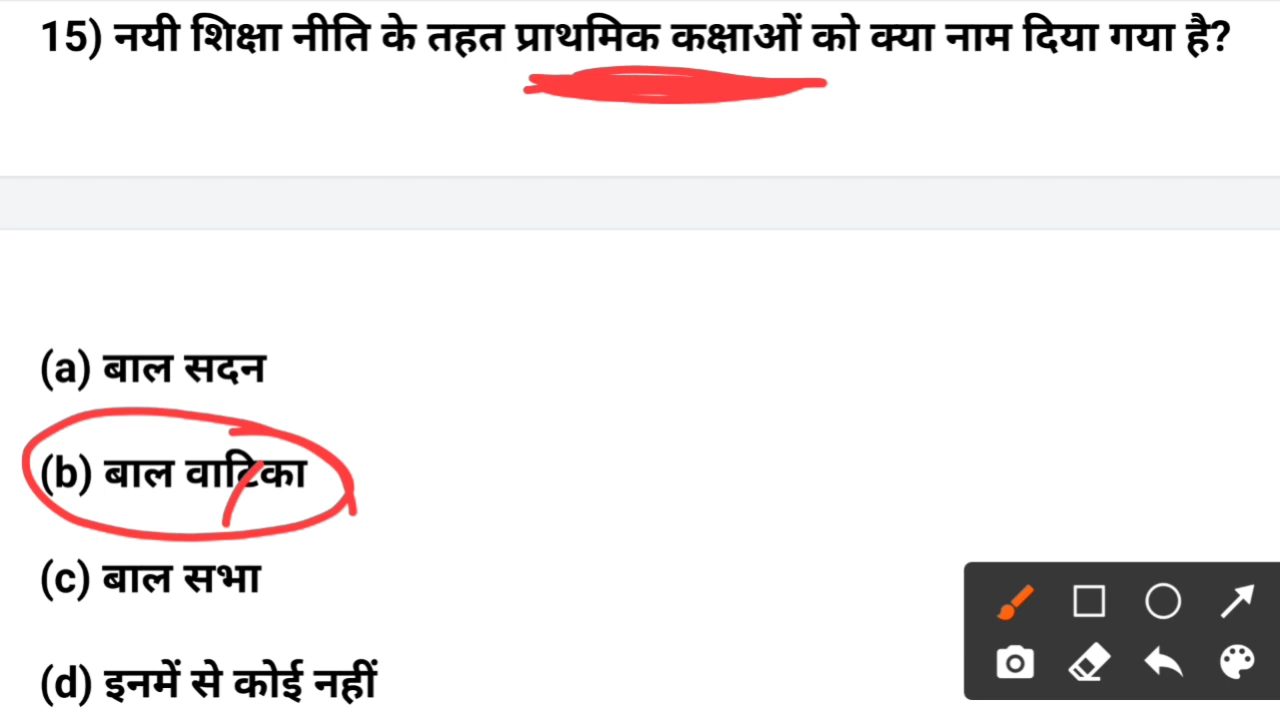 15) नयी शिक्षा नीति के तहत प्राथमिक कक्षाओं को क्या नाम दिया गया है?
(a) बाल सदन
(b) बाल वाटिका
(c) बाल सभा
(d) इनमें से कोई नहीं